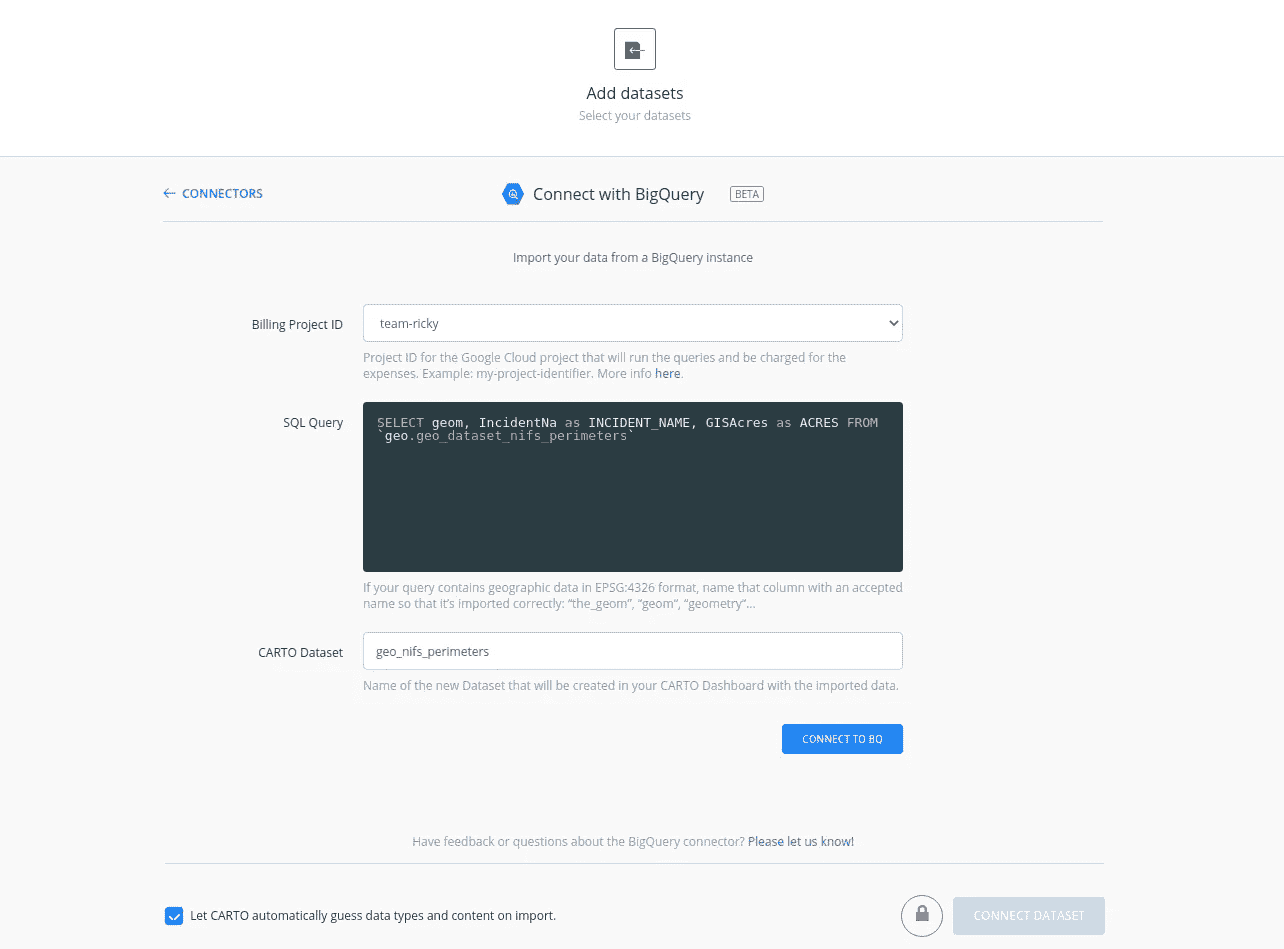 Add datasets
Select your datasets
CONNECTORS
Connect with BigQuery
BETA
Import your data from a BigQuery instance
Billing Project ID
team-ricky
Project ID for the Google Cloud project that will run the queries and be charged for the
expenses. Example: my-project-identifier. More info here.
SQL Query
SELECT geom, IncidentNa as INCIDENT_NAME, GISAcres as ACRES FROM
`geo.geo_dataset_nifs_perimeters`
If your query contains geographic data in EPSG:4326 format, name that column with an accepted
name so that it’s imported correctly: “the_geom”, “geom“, “geometry“...
CARTO Dataset
geo_nifs_perimeters
Name of the new Dataset that will be created in your CARTO Dashboard with the imported data.
CONNECT TO BQ
Have feedback or questions about the BigQuery connector? Please let us know!
Let CARTO automatically guess data types and content on import.
CONNECT DATASET